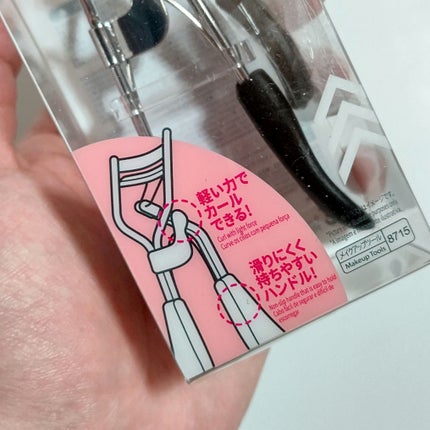 軽い力で
カール
できる!
Curl with light force
Curve os cílios com pequena força
滑りにくく
持ちやすい
ハンドル!
Non-slip handle that is easy to hold
Cabo fácil de segurar e difícil de
escorregar
メイクアップツール
Makeup Tools
8715